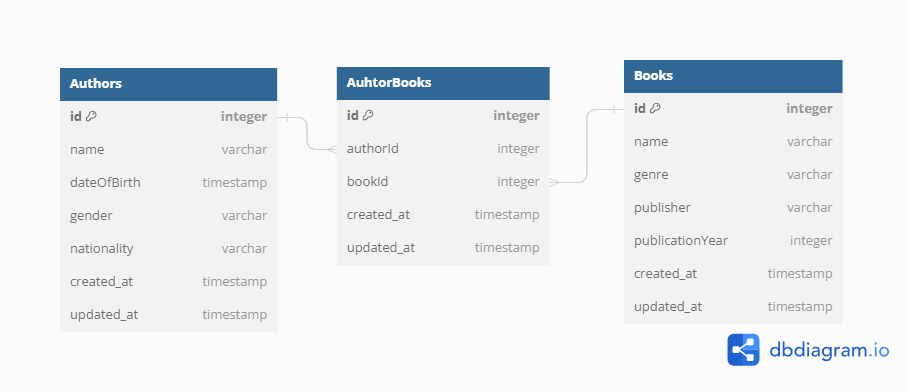 Authors
id integer
name varchar
dateOfBirth timestamp
gender varchar
nationality varchar
created_at timestamp
updated_at timestamp
AuhtorBooks
id integer
authorId integer
bookId integer
created_at timestamp
updated_at timestamp
Books
id integer
name varchar
genre varchar
publisher varchar
publicationYear integer
created_at timestamp
updated_at timestamp
dbdiagram.io